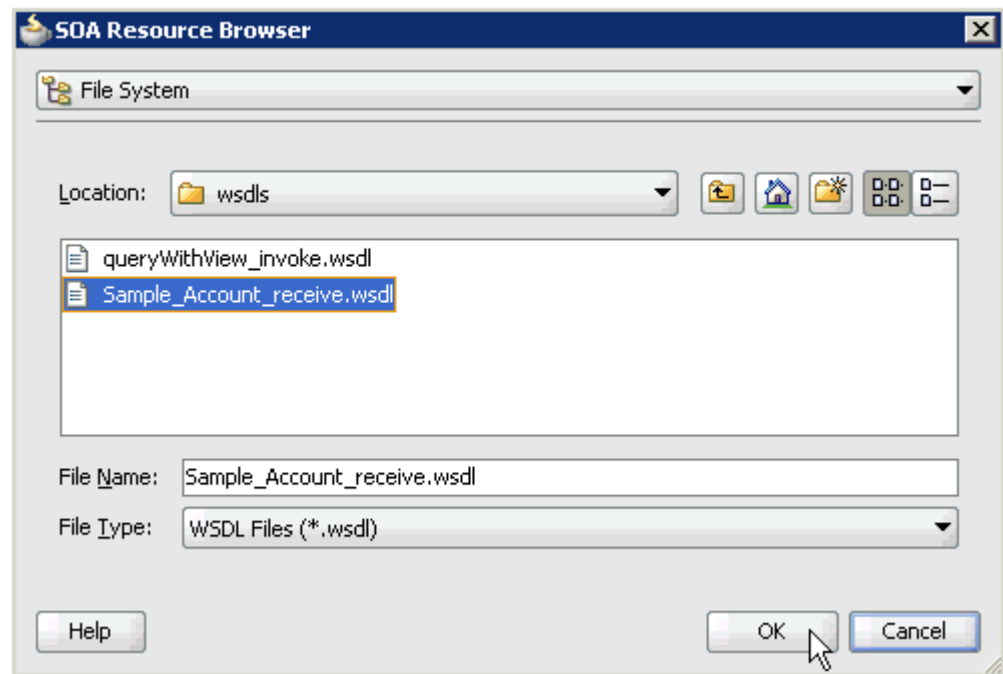 SOA Resource Browser
File System
Location: wsdls
queryWithView_invoke.wsdl
Sample_Account_receive.wsdl
File Name: Sample_Account_receive.wsdl
File Type: WSDL Files (*.wsdl)
Help OK Cancel